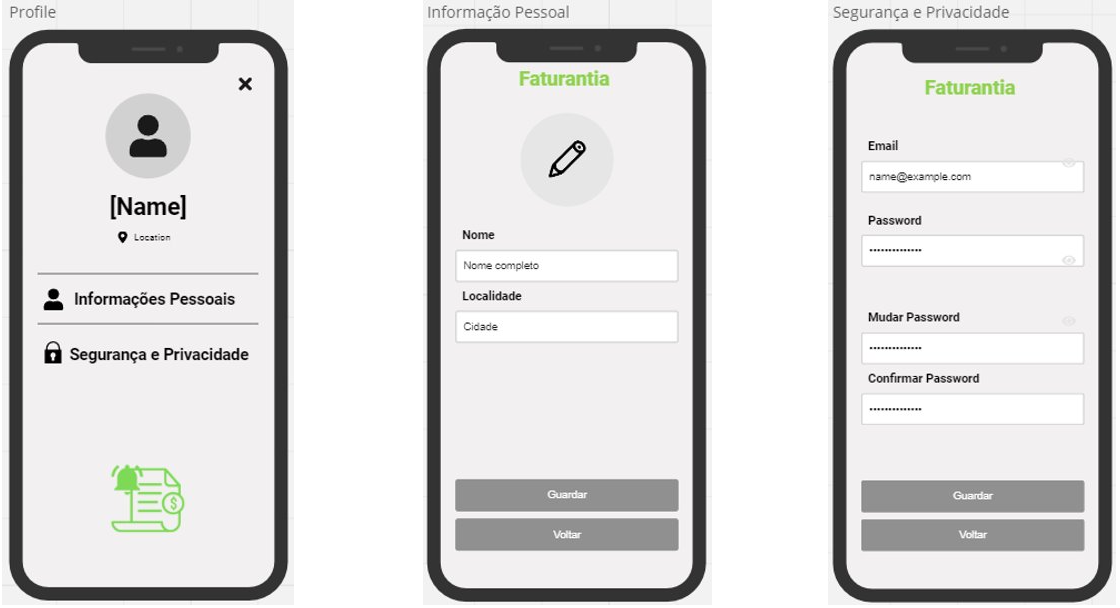 Profile
[Name]
Location
Informações Pessoais
Segurança e Privacidade
$
Informação Pessoal
Faturantia
Nome
Nome completo
Localidade
Cidade
Guardar
Voltar
Segurança e Privacidade
Faturantia
Email
name@example.com
Password
••••••••••••••
Mudar Password
••••••••••••••
Confirmar Password
••••••••••••••
Guardar
Voltar